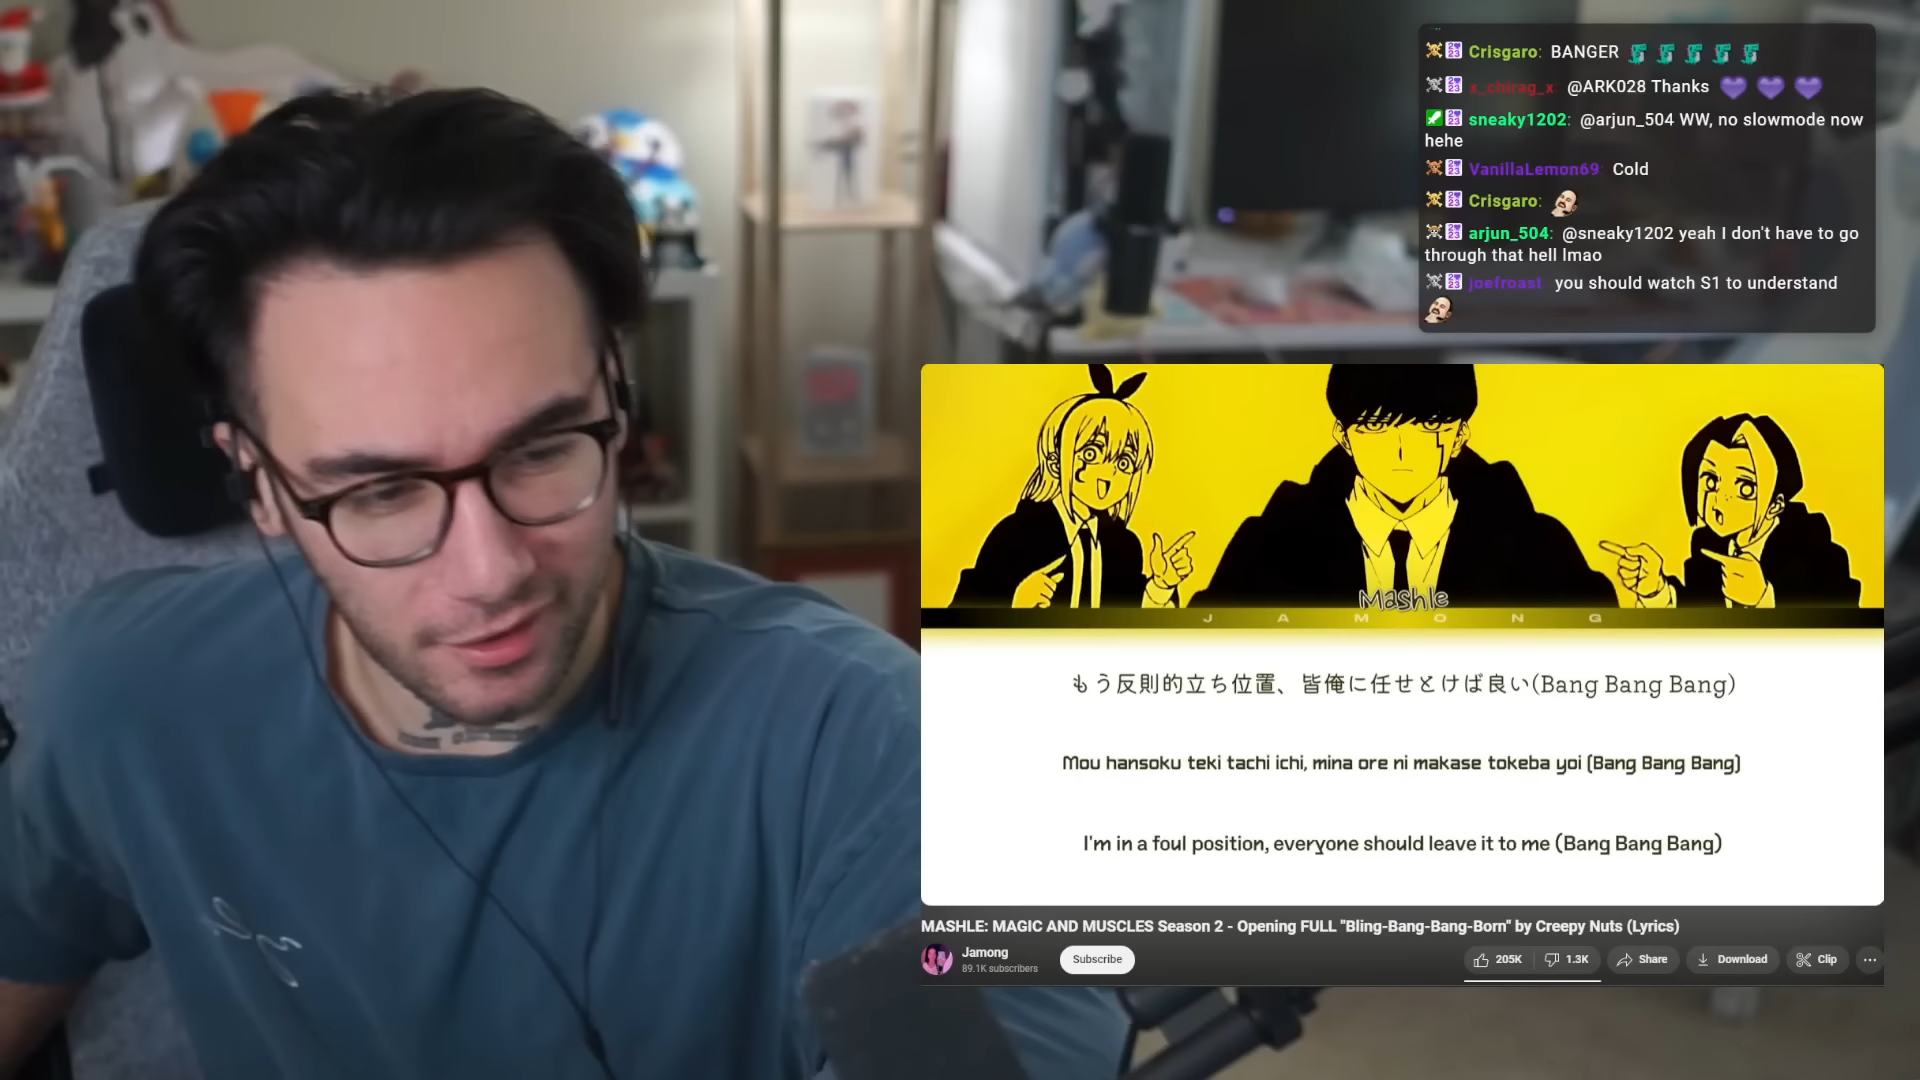 Crisgaro: BANGER
x_chirag_x: @ARK028 Thanks
sneaky1202: @arjun_504 WW, no slowmode now
hehe
VanillaLemon69: Cold
Crisgaro:
arjun_504: @sneaky1202 yeah I don't have to go
through that hell lmao
joefroast: you should watch S1 to understand
Mashle
J A M O N G
もう反則的立ち位置、皆俺に任せとけば良い(Bang Bang Bang)
Mou hansoku teki tachi ichi, mina ore ni makase tokeba yoi (Bang Bang Bang)
I'm in a foul position, everyone should leave it to me (Bang Bang Bang)
MASHLE: MAGIC AND MUSCLES Season 2 - Opening FULL "Bling-Bang-Bang-Born" by Creepy Nuts (Lyrics)
Jamong
89.1K subscribers
Subscribe
205K
1.3K
Share
Download
Clip